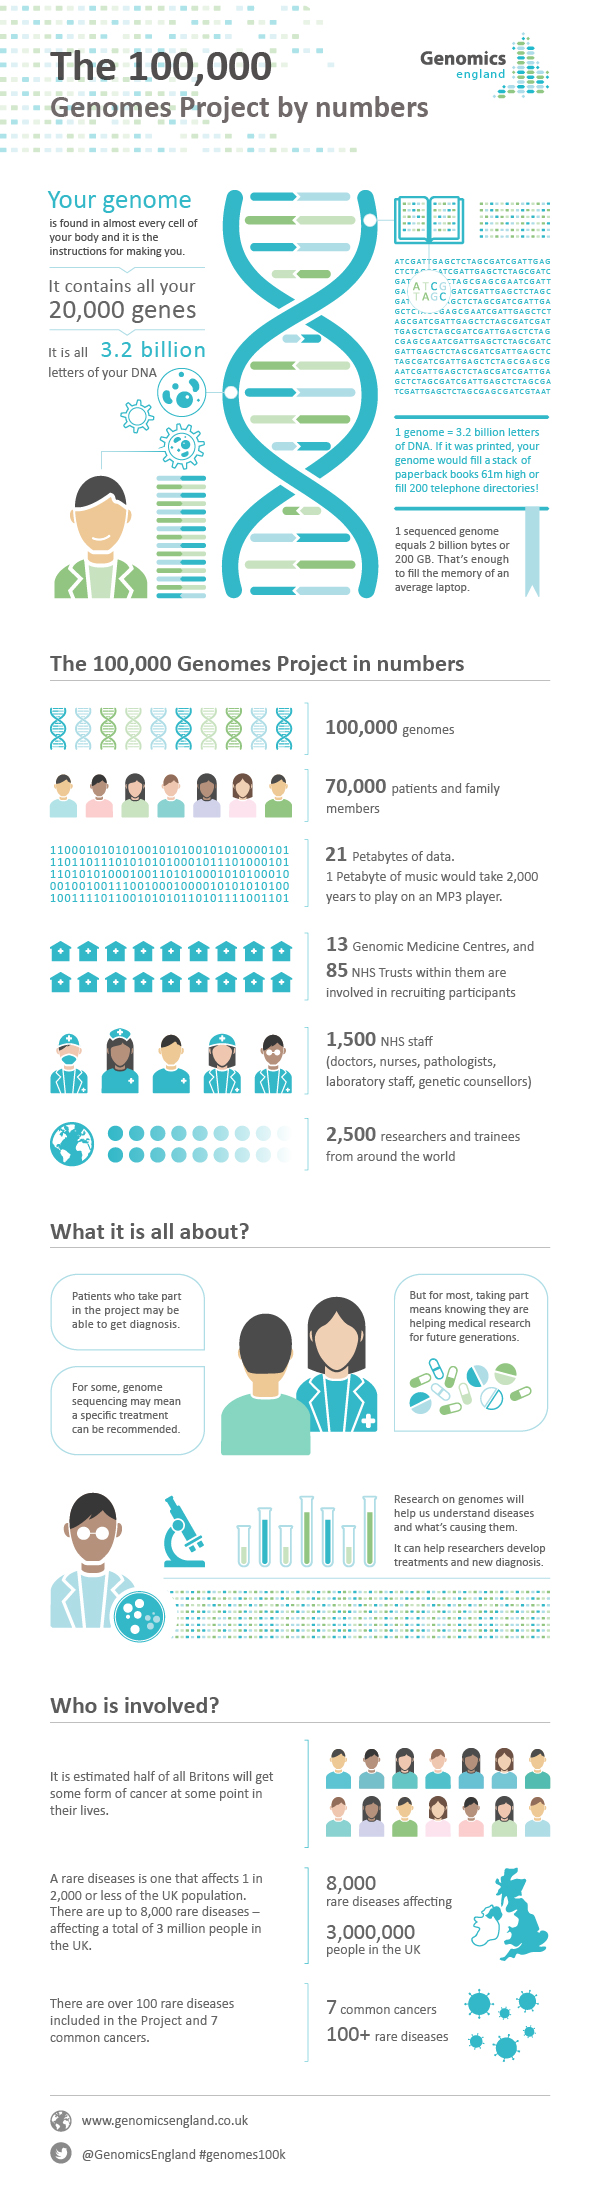 The 100,000
Genomes Project by numbers
Genomics
england
Your genome
is found in almost every cell of
your body and it is the
instructions for making you.
It contains all your
20,000 genes
It is all 3.2 billion
letters of your DNA
ATCG
TAGC
1 genome = 3.2 billion letters
of DNA. If it was printed, your
genome would fill a stack of
paperback books 61m high or
fill 200 telephone directories!
1 sequenced genome
equals 2 billion bytes or
200 GB. That's enough
to fill the memory of an
average laptop.
The 100,000 Genomes Project in numbers
100,000 genomes
70,000 patients and family
members
21 Petabytes of data.
1 Petabyte of music would take 2,000
years to play on an MP3 player.
13 Genomic Medicine Centres, and
85 NHS Trusts within them are
involved in recruiting participants
1,500 NHS staff
(doctors, nurses, pathologists,
laboratory staff, genetic counsellors)
2,500 researchers and trainees
from around the world
What it is all about?
Patients who take part
in the project may be
able to get diagnosis.
For some, genome
sequencing may mean
a specific treatment
can be recommended.
But for most, taking part
means knowing they are
helping medical research
for future generations.
Research on genomes will
help us understand diseases
and what's causing them.
It can help researchers develop
treatments and new diagnosis.
Who is involved?
It is estimated half of all Britons will get
some form of cancer at some point in
their lives.
A rare diseases is one that affects 1 in
2,000 or less of the UK population.
There are up to 8,000 rare diseases –
affecting a total of 3 million people in
the UK.
8,000
rare diseases affecting
3,000,000
people in the UK
There are over 100 rare diseases
included in the Project and 7
common cancers.
7 common cancers
100+ rare diseases
www.genomicsengland.co.uk
@GenomicsEngland #genomes100k